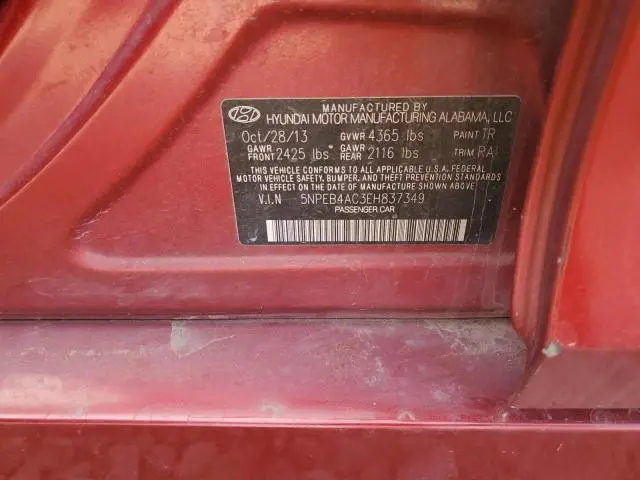 MANUFACTURED BY
HYUNDAI MOTOR MANUFACTURING ALABAMA, LLC
Oct/28/13 GVWR 4365 lbs PAINT TR
GAWR FRONT 2425 lbs GAWR REAR 2116 lbs TRIM RA
THIS VEHICLE CONFORMS TO ALL APPLICABLE U.S.A. FEDERAL
MOTOR VEHICLE SAFETY, BUMPER, AND THEFT PREVENTION
STANDARDS IN EFFECT ON THE DATE OF MANUFACTURE SHOWN ABOVE.
V.I.N 5NPEB4AC3EH837349
PASSENGER CAR